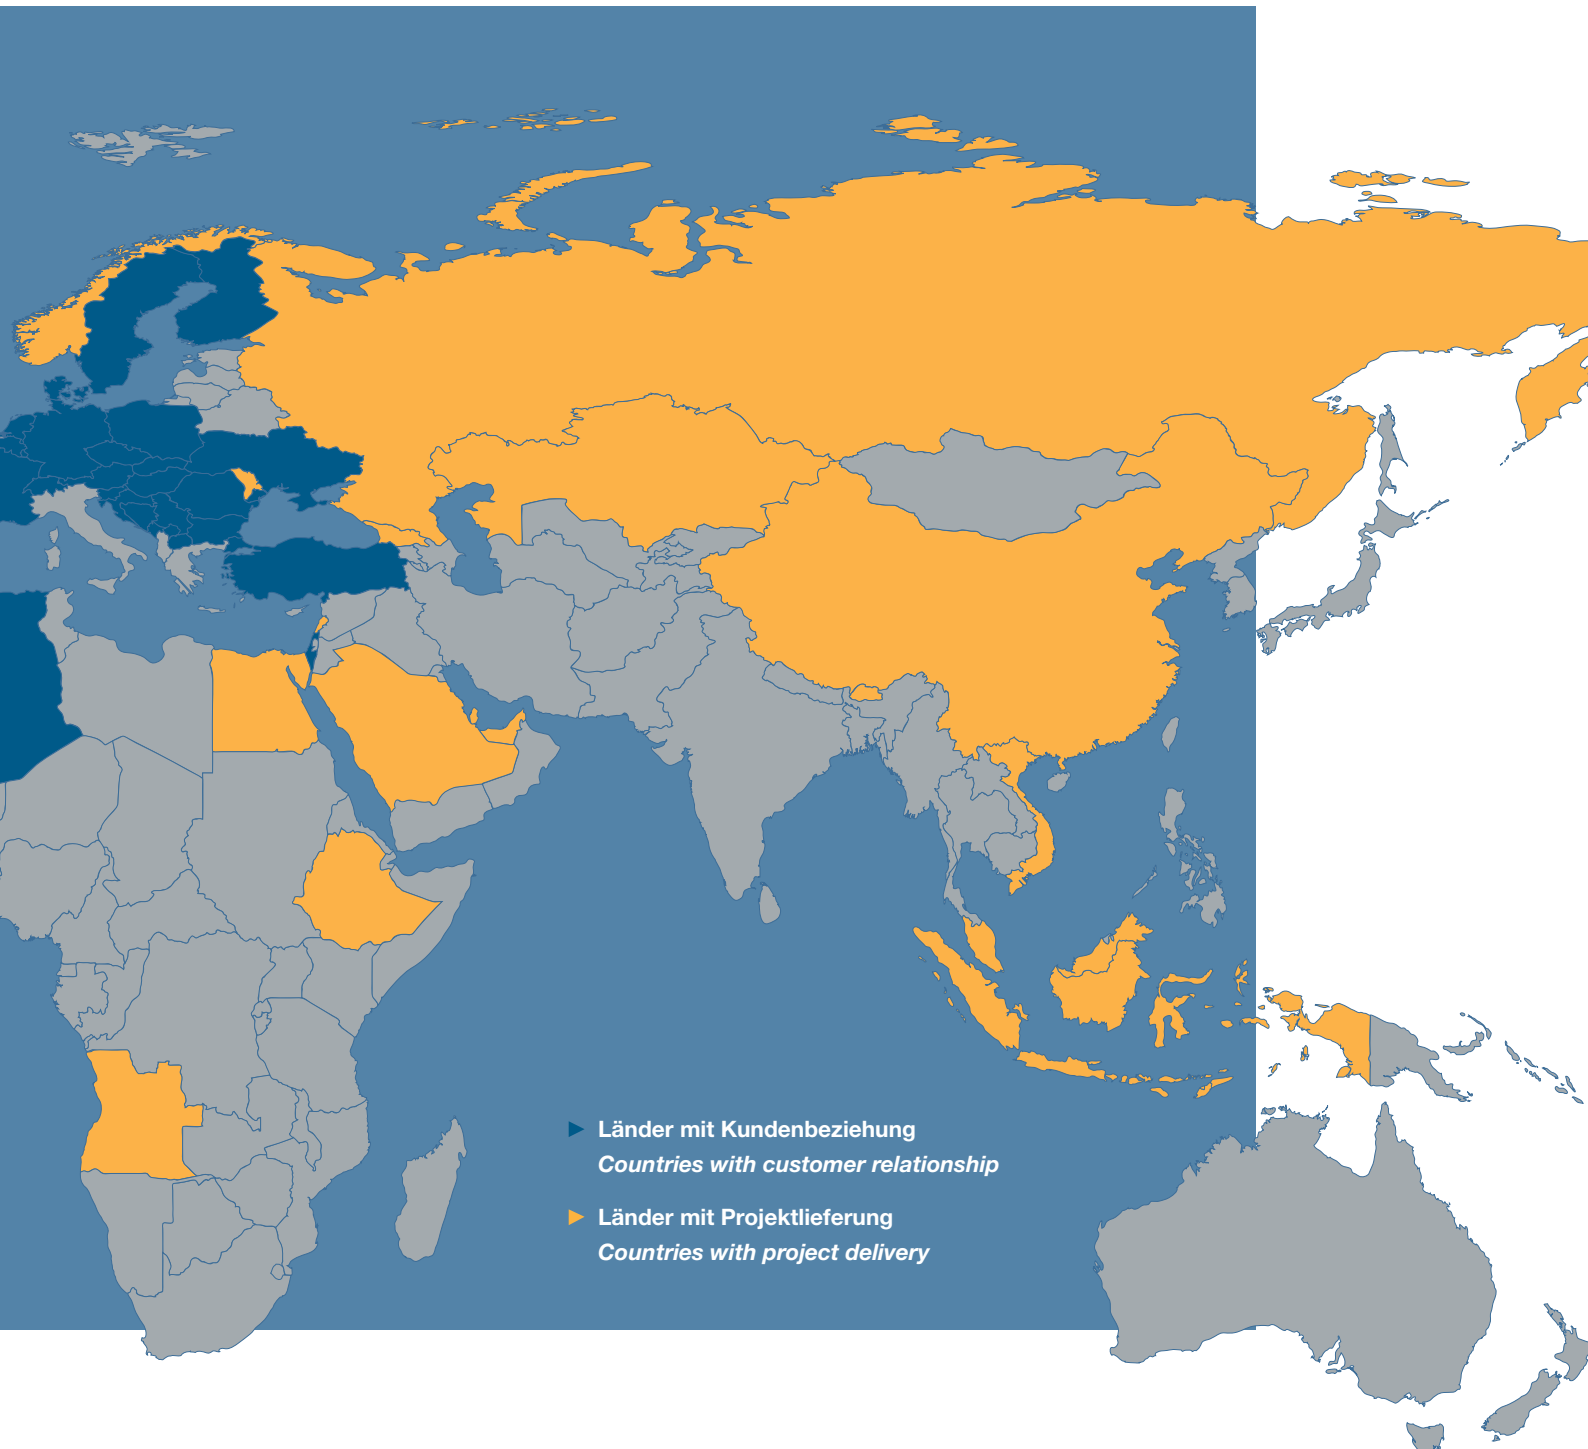 Länder mit Kundenbeziehung
Countries with customer relationship
Länder mit Projektlieferung
Countries with project delivery